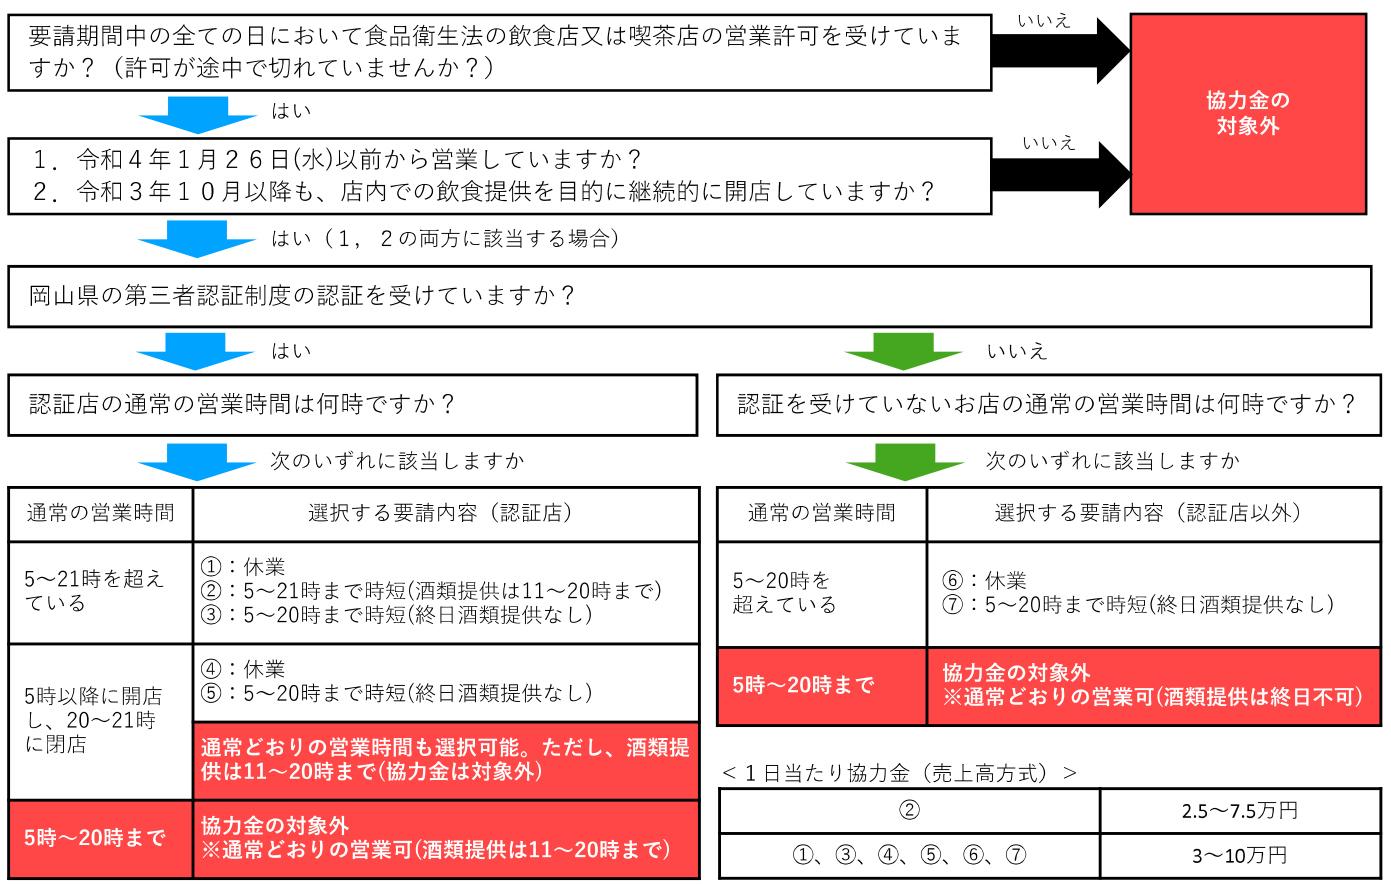 要請期間中の全ての日において食品衛生法の飲食店又は喫茶店の営業許可を受けていま
すか？（許可が途中で切れていませんか？）
いいえ
協力金の
対象外
はい
１．令和４年１月２６日(水)以前から営業していますか？
２．令和３年１０月以降も、店内での飲食提供を目的に継続的に開店していますか？
いいえ
はい（１，２の両方に該当する場合）
岡山県の第三者認証制度の認証を受けていますか？
はい
いいえ
認証店の通常の営業時間は何時ですか？
次のいずれに該当しますか
通常の営業時間
選択する要請内容（認証店）
5～21時を超え
ている
①：休業
②：5～21時まで時短(酒類提供は11～20時まで)
③：5～20時まで時短(終日酒類提供なし)
5時以降に開店
し、20～21時
に閉店
④：休業
⑤：5～20時まで時短(終日酒類提供なし)
通常どおりの営業時間も選択可能。ただし、酒類提
供は11～20時まで(協力金は対象外)
5時～20時まで
協力金の対象外
※通常どおりの営業可(酒類提供は11～20時まで)
認証を受けていないお店の通常の営業時間は何時ですか？
次のいずれに該当しますか
通常の営業時間
選択する要請内容（認証店以外）
5～20時を
超えている
⑥：休業
⑦：5～20時まで時短(終日酒類提供なし)
5時～20時まで
協力金の対象外
※通常どおりの営業可(酒類提供は終日不可)
＜１日当たり協力金（売上高方式）＞
②
2.5～7.5万円
①、③、④、⑤、⑥、⑦
3～10万円